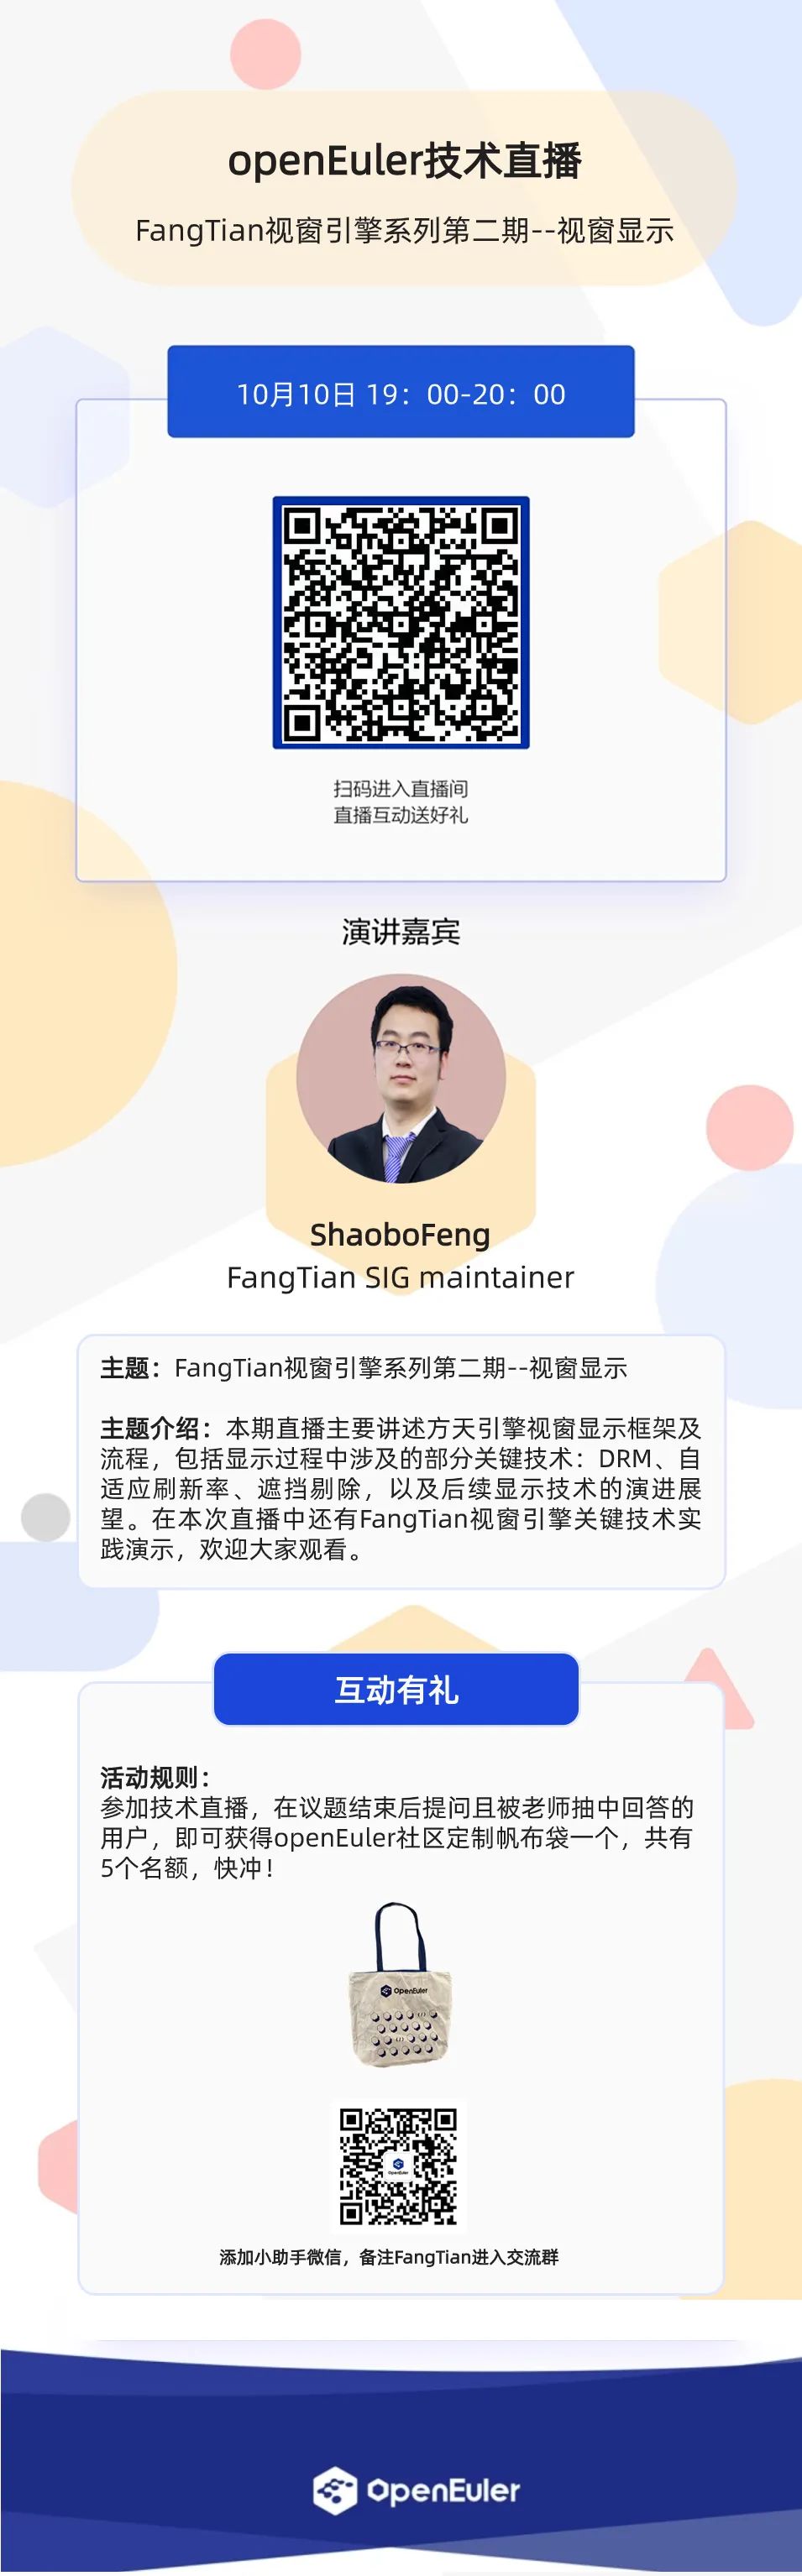 openEuler技术直播
FangTian视窗引擎系列第二期--视窗显示
10月10日 19：00-20：00
扫码进入直播间
直播互动送好礼
演讲嘉宾
ShaoboFeng
FangTian SIG maintainer
主题：FangTian视窗引擎系列第二期--视窗显示
主题介绍：本期直播主要讲述方天引擎视窗显示框架及
流程，包括显示过程中涉及的部分关键技术：DRM、自
适应刷新率、遮挡剔除，以及后续显示技术的演进展
望。在本次直播中还有FangTian视窗引擎关键技术实
践演示，欢迎大家观看。
互动有礼
活动规则：
参加技术直播，在议题结束后提问且被老师抽中回答的
用户，即可获得openEuler社区定制帆布袋一个，共有
5个名额，快冲！
OpenEuler
OpenEuler
添加小助手微信，备注FangTian进入交流群
OpenEuler